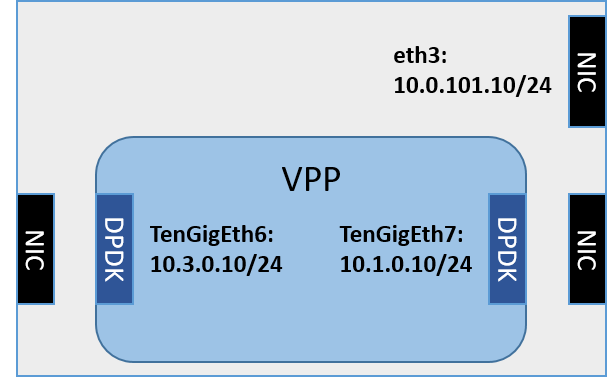 eth3:
10.0.101.10/24
NIC
VPP
NIC
DPDK
TenGigEth6:
10.3.0.10/24
TenGigEth7:
10.1.0.10/24
DPDK
NIC